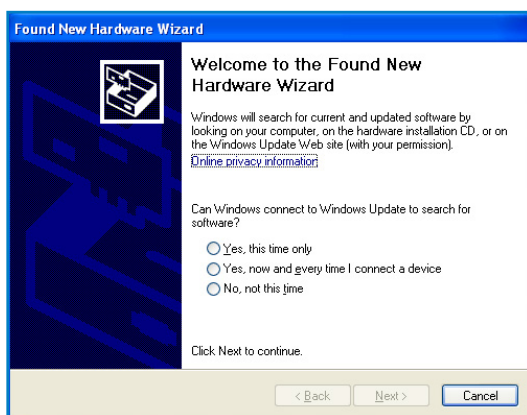 Found New Hardware Wizard
Welcome to the Found New
Hardware Wizard
Windows will search for current and updated software by
looking on your computer, on the hardware installation CD, or on
the Windows Update Web site (with your permission).
Online privacy information
Can Windows connect to Windows Update to search for
software?
Yes, this time only
Yes, now and every time I connect a device
No, not this time
Click Next to continue.
< Back Next > Cancel